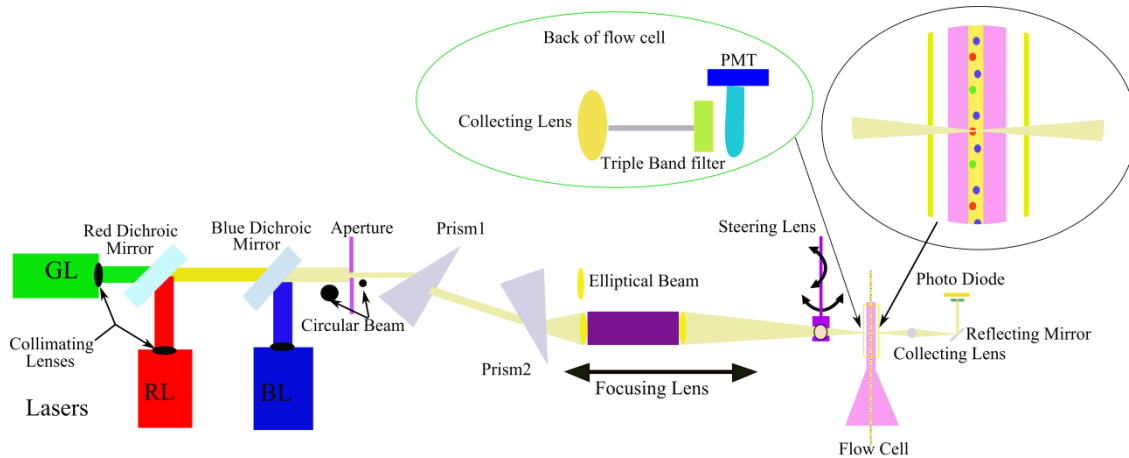 Back of flow cell
PMT
Collecting Lens
Triple Band filter
Red Dichroic
Mirror
Blue Dichroic
Mirror
Aperture
Prism1
Steering Lens
GL
Elliptical Beam
Photo Diode
Circular Beam
Collimating
Lenses
Reflecting Mirror
Collecting Lens
Prism2
Focusing Lens
RL
BL
Lasers
Flow Cell